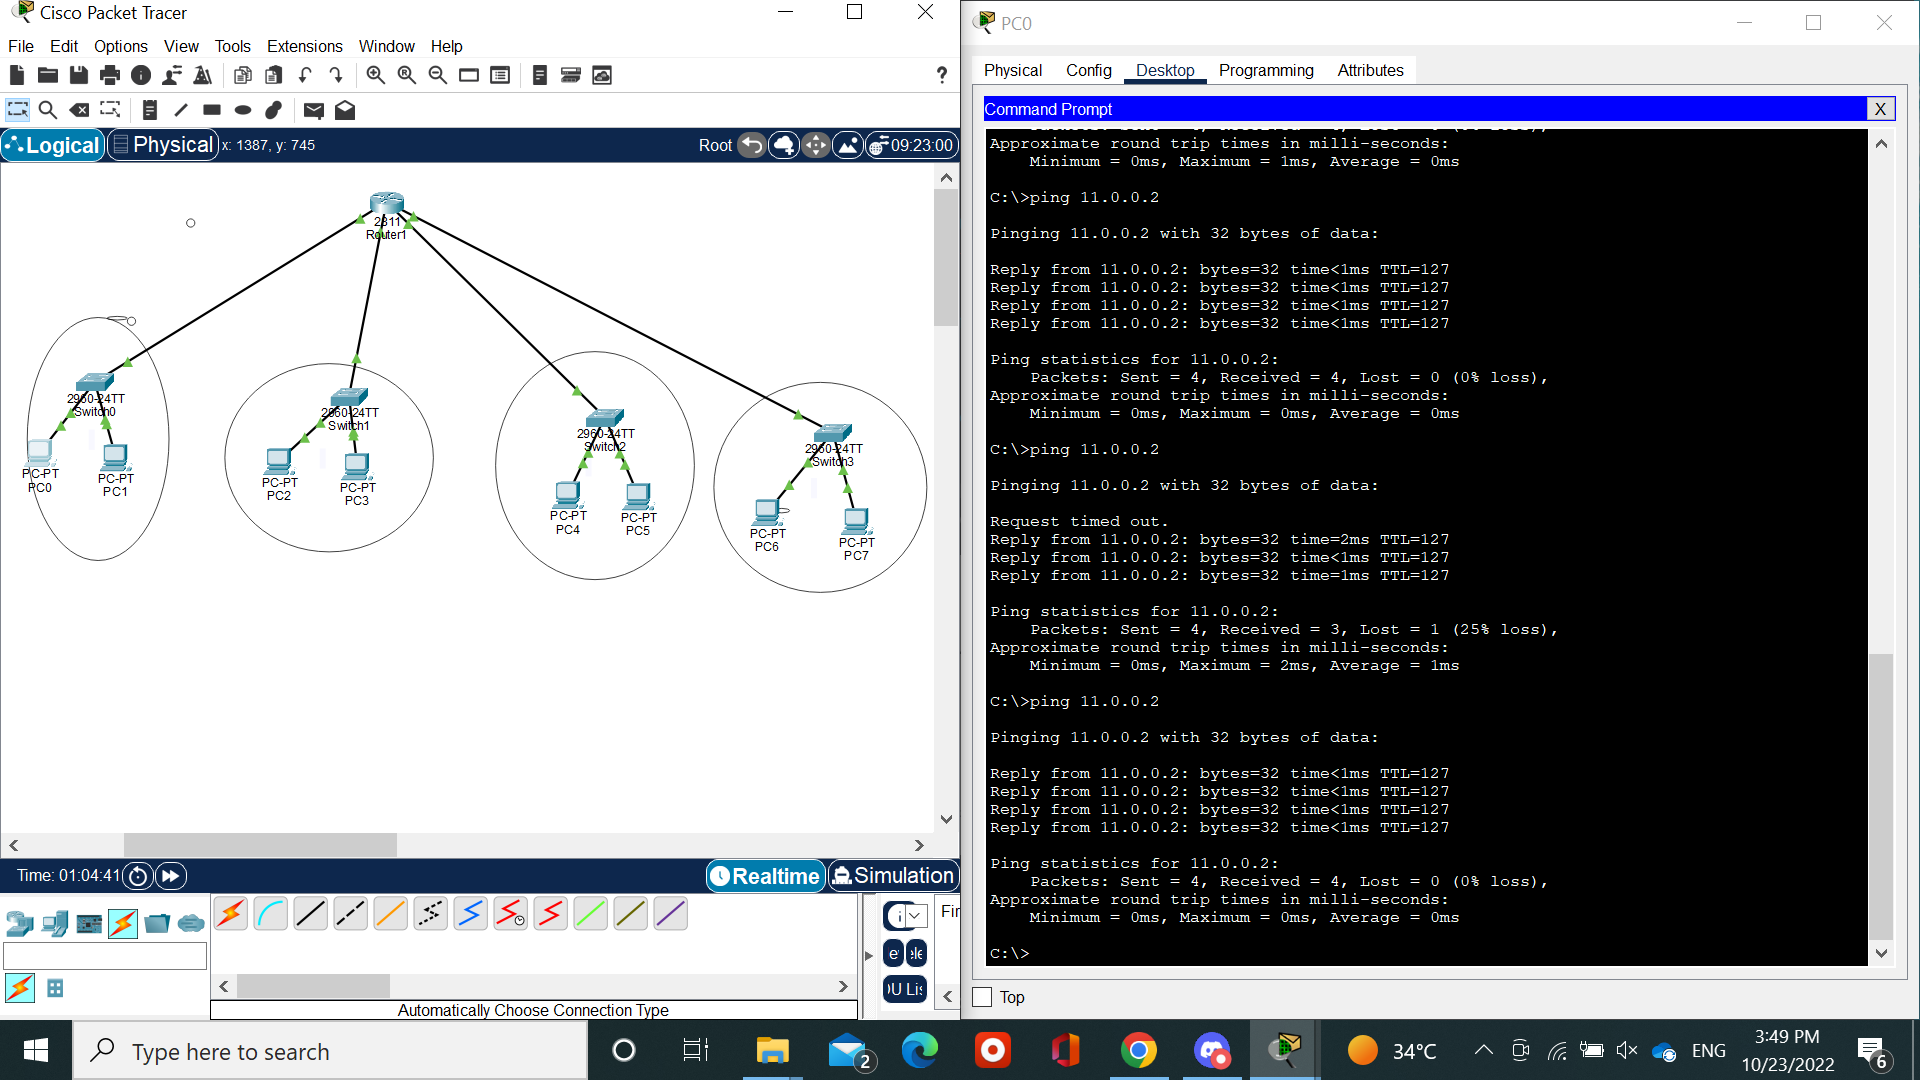 Cisco Packet Tracer
File Edit Options View Tools Extensions Window Help
?
Logical Physical x: 1387, y: 745 Root 09:23:00
2811
Router1
2960-24TT
Switch0
PC-PT
PC0
PC-PT
PC1
2960-24TT
Switch1
PC-PT
PC2
PC-PT
PC3
2960-24TT
Switch2
PC-PT
PC4
PC-PT
PC5
2960-24TT
Switch3
PC-PT
PC6
PC-PT
PC7
Time: 01:04:41 Realtime Simulation
Automatically Choose Connection Type
PC0
Physical Config Desktop Programming Attributes
Command Prompt X
Approximate round trip times in milli-seconds:
Minimum = 0ms, Maximum = 1ms, Average = 0ms
C:\>ping 11.0.0.2
Pinging 11.0.0.2 with 32 bytes of data:
Reply from 11.0.0.2: bytes=32 time<1ms TTL=127
Reply from 11.0.0.2: bytes=32 time<1ms TTL=127
Reply from 11.0.0.2: bytes=32 time<1ms TTL=127
Reply from 11.0.0.2: bytes=32 time<1ms TTL=127
Ping statistics for 11.0.0.2:
Packets: Sent = 4, Received = 4, Lost = 0 (0% loss),
Approximate round trip times in milli-seconds:
Minimum = 0ms, Maximum = 0ms, Average = 0ms
C:\>ping 11.0.0.2
Pinging 11.0.0.2 with 32 bytes of data:
Request timed out.
Reply from 11.0.0.2: bytes=32 time=2ms TTL=127
Reply from 11.0.0.2: bytes=32 time<1ms TTL=127
Reply from 11.0.0.2: bytes=32 time=1ms TTL=127
Ping statistics for 11.0.0.2:
Packets: Sent = 4, Received = 3, Lost = 1 (25% loss),
Approximate round trip times in milli-seconds:
Minimum = 0ms, Maximum = 2ms, Average = 1ms
C:\>ping 11.0.0.2
Pinging 11.0.0.2 with 32 bytes of data:
Reply from 11.0.0.2: bytes=32 time<1ms TTL=127
Reply from 11.0.0.2: bytes=32 time<1ms TTL=127
Reply from 11.0.0.2: bytes=32 time<1ms TTL=127
Reply from 11.0.0.2: bytes=32 time<1ms TTL=127
Ping statistics for 11.0.0.2:
Packets: Sent = 4, Received = 4, Lost = 0 (0% loss),
Approximate round trip times in milli-seconds:
Minimum = 0ms, Maximum = 0ms, Average = 0ms
C:\>
Top
Type here to search 2 34°C ENG 3:49 PM 6
10/23/2022